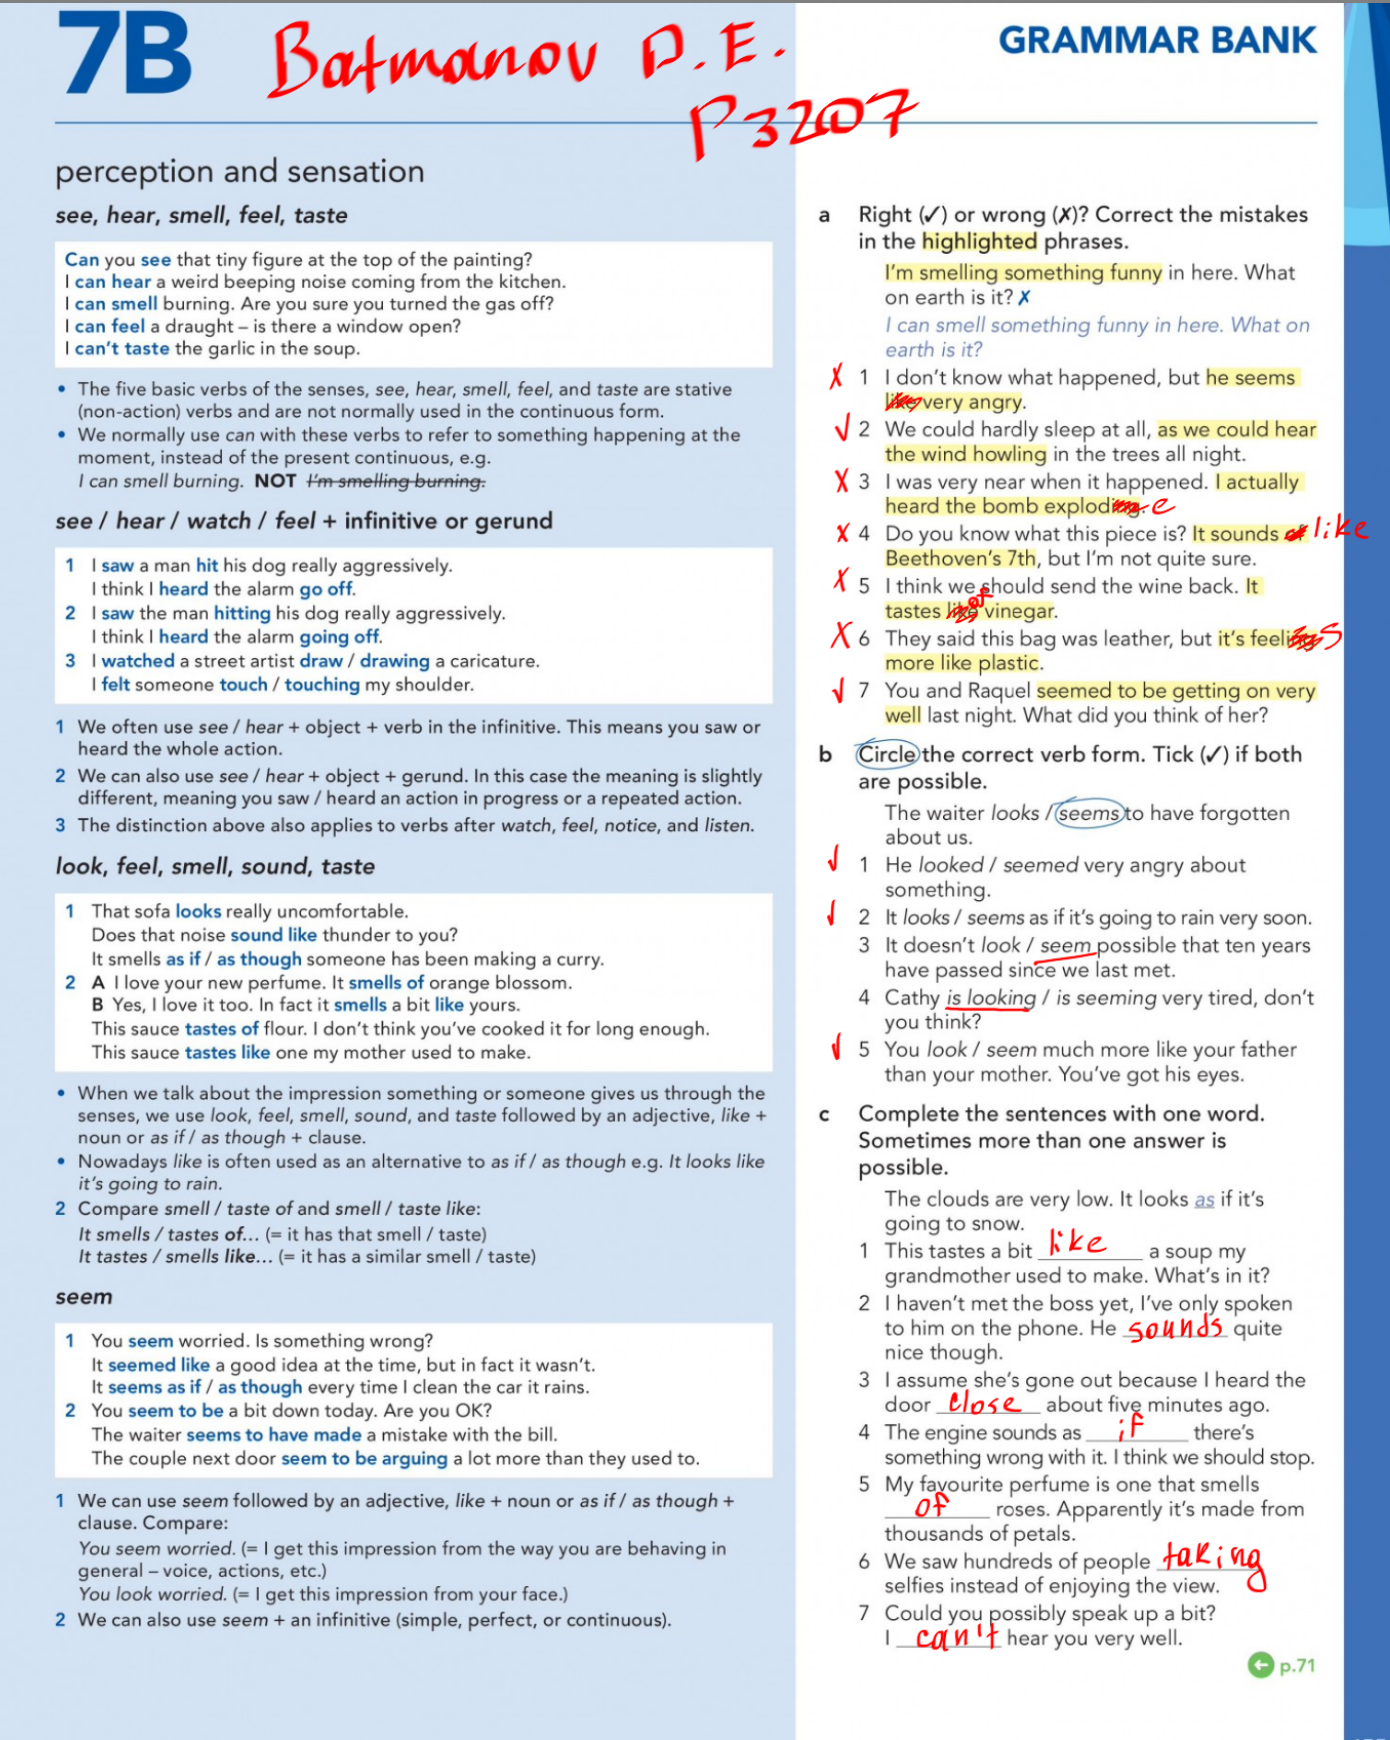 7B
Batmanov D.E.
P3207
GRAMMAR BANK
perception and sensation
see, hear, smell, feel, taste
Can you see that tiny figure at the top of the painting?
I can hear a weird beeping noise coming from the kitchen.
I can smell burning. Are you sure you turned the gas off?
I can feel a draught – is there a window open?
I can't taste the garlic in the soup.
• The five basic verbs of the senses, see, hear, smell, feel, and taste are stative
(non-action) verbs and are not normally used in the continuous form.
• We normally use can with these verbs to refer to something happening at the
moment, instead of the present continuous, e.g.
I can smell burning. NOT I'm smelling burning.
see / hear / watch / feel + infinitive or gerund
1 I saw a man hit his dog really aggressively.
I think I heard the alarm go off.
2 I saw the man hitting his dog really aggressively.
I think I heard the alarm going off.
3 I watched a street artist draw / drawing a caricature.
I felt someone touch / touching my shoulder.
1 We often use see / hear + object + verb in the infinitive. This means you saw or
heard the whole action.
2 We can also use see / hear + object + gerund. In this case the meaning is slightly
different, meaning you saw / heard an action in progress or a repeated action.
3 The distinction above also applies to verbs after watch, feel, notice, and listen.
look, feel, smell, sound, taste
1 That sofa looks really uncomfortable.
Does that noise sound like thunder to you?
It smells as if / as though someone has been making a curry.
2 A I love your new perfume. It smells of orange blossom.
B Yes, I love it too. In fact it smells a bit like yours.
This sauce tastes of flour. I don't think you've cooked it for long enough.
This sauce tastes like one my mother used to make.
• When we talk about the impression something or someone gives us through the
senses, we use look, feel, smell, sound, and taste followed by an adjective, like +
noun or as if / as though + clause.
• Nowadays like is often used as an alternative to as if / as though e.g. It looks like
it's going to rain.
2 Compare smell / taste of and smell / taste like:
It smells / tastes of... (= it has that smell / taste)
It tastes / smells like... (= it has a similar smell / taste)
seem
1 You seem worried. Is something wrong?
It seemed like a good idea at the time, but in fact it wasn't.
It seems as if / as though every time I clean the car it rains.
2 You seem to be a bit down today. Are you OK?
The waiter seems to have made a mistake with the bill.
The couple next door seem to be arguing a lot more than they used to.
1 We can use seem followed by an adjective, like + noun or as if / as though +
clause. Compare:
You seem worried. (= I get this impression from the way you are behaving in
general – voice, actions, etc.)
You look worried. (= I get this impression from your face.)
2 We can also use seem + an infinitive (simple, perfect, or continuous).
a Right (✓) or wrong (✗)? Correct the mistakes
in the highlighted phrases.
I'm smelling something funny in here. What
on earth is it? ✗
I can smell something funny in here. What on
earth is it?
✗ 1 I don't know what happened, but he seems
like very angry.
✓ 2 We could hardly sleep at all, as we could hear
the wind howling in the trees all night.
✗ 3 I was very near when it happened. I actually
heard the bomb exploding. e
✗ 4 Do you know what this piece is? It sounds of like
Beethoven's 7th, but I'm not quite sure.
✗ 5 I think we should send the wine back. It
tastes like of vinegar.
✗ 6 They said this bag was leather, but it's feeling s
more like plastic.
✓ 7 You and Raquel seemed to be getting on very
well last night. What did you think of her?
b Circle the correct verb form. Tick (✓) if both
are possible.
The waiter looks / seems to have forgotten
about us.
✓ 1 He looked / seemed very angry about
something.
✓ 2 It looks / seems as if it's going to rain very soon.
3 It doesn't look / seem possible that ten years
have passed since we last met.
4 Cathy is looking / is seeming very tired, don't
you think?
✓ 5 You look / seem much more like your father
than your mother. You've got his eyes.
c Complete the sentences with one word.
Sometimes more than one answer is
possible.
The clouds are very low. It looks as if it's
going to snow.
1 This tastes a bit like a soup my
grandmother used to make. What's in it?
2 I haven't met the boss yet, I've only spoken
to him on the phone. He sounds quite
nice though.
3 I assume she's gone out because I heard the
door close about five minutes ago.
4 The engine sounds as if there's
something wrong with it. I think we should stop.
5 My favourite perfume is one that smells
of roses. Apparently it's made from
thousands of petals.
6 We saw hundreds of people taking
selfies instead of enjoying the view.
7 Could you possibly speak up a bit?
I can't hear you very well.
p.71